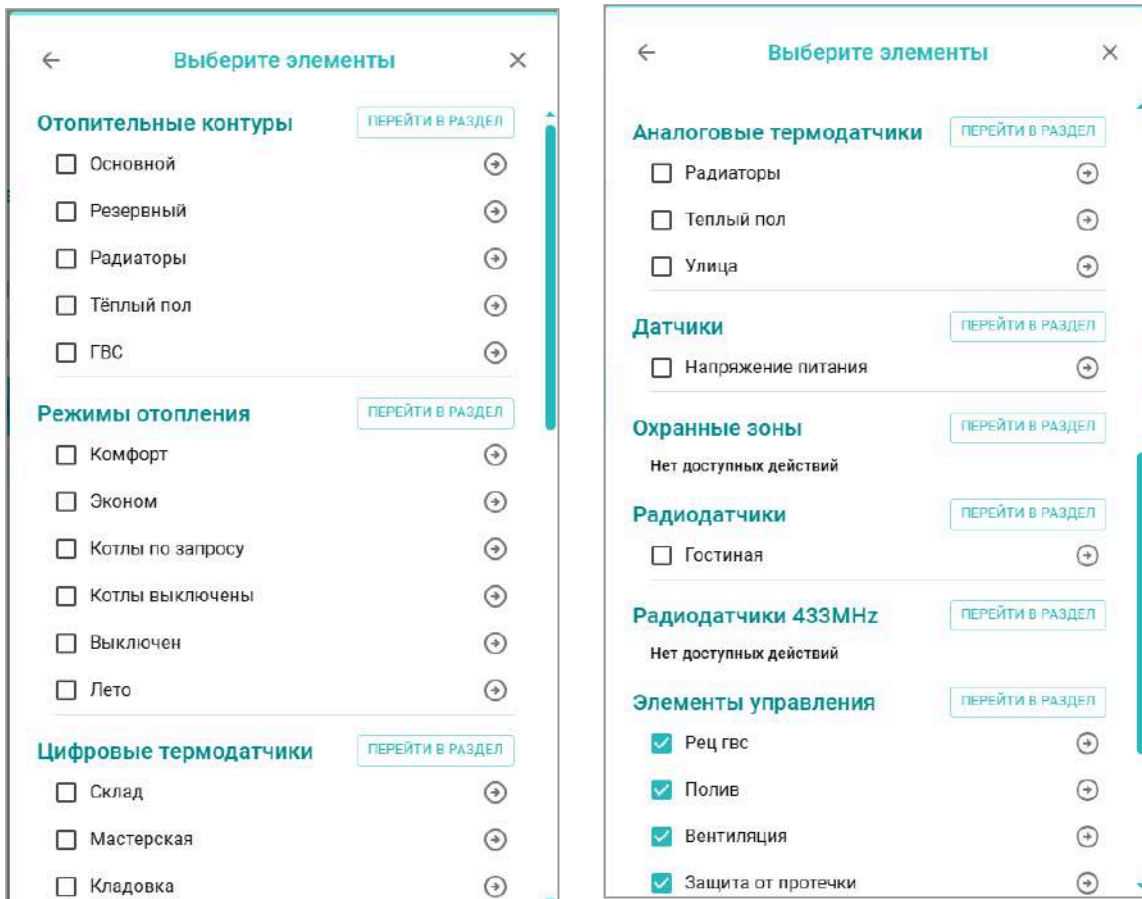 Выберите элементы
Отопительные контуры ПЕРЕЙТИ В РАЗДЕЛ
Основной
Резервный
Радиаторы
Тёплый пол
ГВС
Режимы отопления ПЕРЕЙТИ В РАЗДЕЛ
Комфорт
Эконом
Котлы по запросу
Котлы выключены
Выключен
Лето
Цифровые термодатчики ПЕРЕЙТИ В РАЗДЕЛ
Склад
Мастерская
Кладовка
Выберите элементы
Аналоговые термодатчики ПЕРЕЙТИ В РАЗДЕЛ
Радиаторы
Теплый пол
Улица
Датчики ПЕРЕЙТИ В РАЗДЕЛ
Напряжение питания
Охранные зоны ПЕРЕЙТИ В РАЗДЕЛ
Нет доступных действий
Радиодатчики ПЕРЕЙТИ В РАЗДЕЛ
Гостиная
Радиодатчики 433MHz ПЕРЕЙТИ В РАЗДЕЛ
Нет доступных действий
Элементы управления ПЕРЕЙТИ В РАЗДЕЛ
Рец гвс
Полив
Вентиляция
Защита от протечки